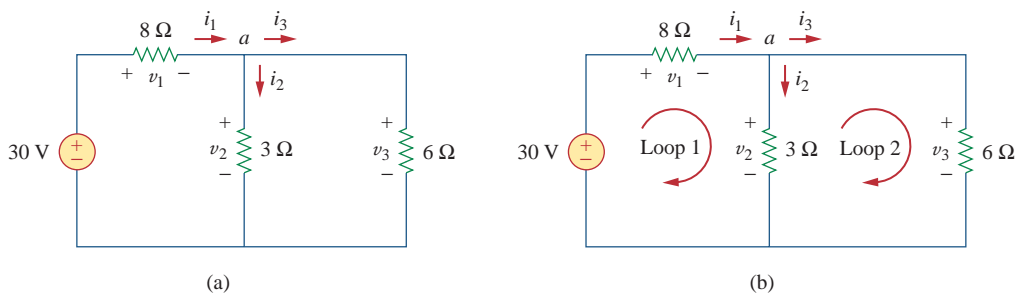 8 Ω i₁ a i₃
+ v₁ −
i₂
30 V + −
+ v₂ − 3 Ω
+ v₃ − 6 Ω
(a)
8 Ω i₁ a i₃
+ v₁ −
i₂
30 V + −
Loop 1
+ v₂ − 3 Ω
Loop 2
+ v₃ − 6 Ω
(b)